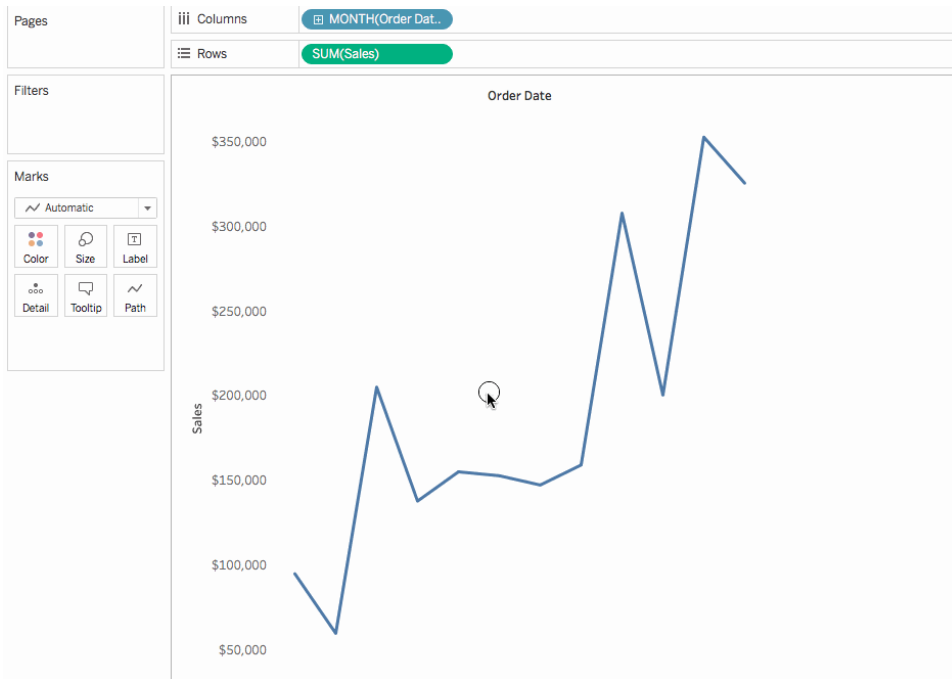 Pages
Columns
MONTH(Order Dat..
Rows
SUM(Sales)
Filters
Marks
Automatic
Color
Size
T
Label
Detail
Tooltip
Path
Order Date
Sales
$350,000
$300,000
$250,000
$200,000
$150,000
$100,000
$50,000